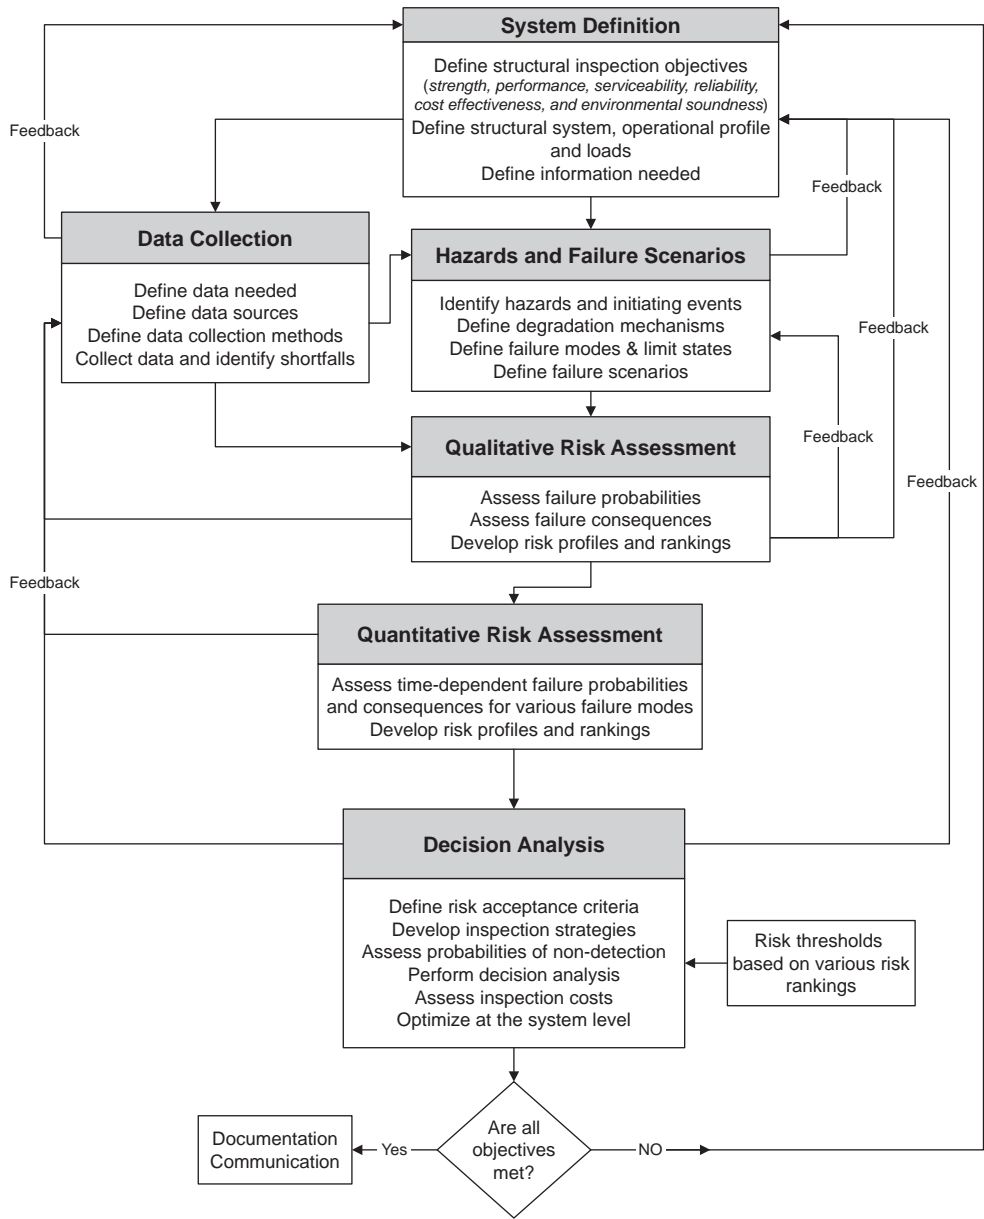 System Definition
Define structural inspection objectives
(strength, performance, serviceability, reliability,
cost effectiveness, and environmental soundness)
Define structural system, operational profile
and loads
Define information needed
Feedback
Feedback
Data Collection
Define data needed
Define data sources
Define data collection methods
Collect data and identify shortfalls
Hazards and Failure Scenarios
Identify hazards and initiating events
Define degradation mechanisms
Define failure modes & limit states
Define failure scenarios
Feedback
Feedback
Feedback
Qualitative Risk Assessment
Assess failure probabilities
Assess failure consequences
Develop risk profiles and rankings
Feedback
Quantitative Risk Assessment
Assess time-dependent failure probabilities
and consequences for various failure modes
Develop risk profiles and rankings
Decision Analysis
Define risk acceptance criteria
Develop inspection strategies
Assess probabilities of non-detection
Perform decision analysis
Assess inspection costs
Optimize at the system level
Risk thresholds
based on various risk
rankings
Are all
objectives
met?
Yes
NO
Documentation
Communication